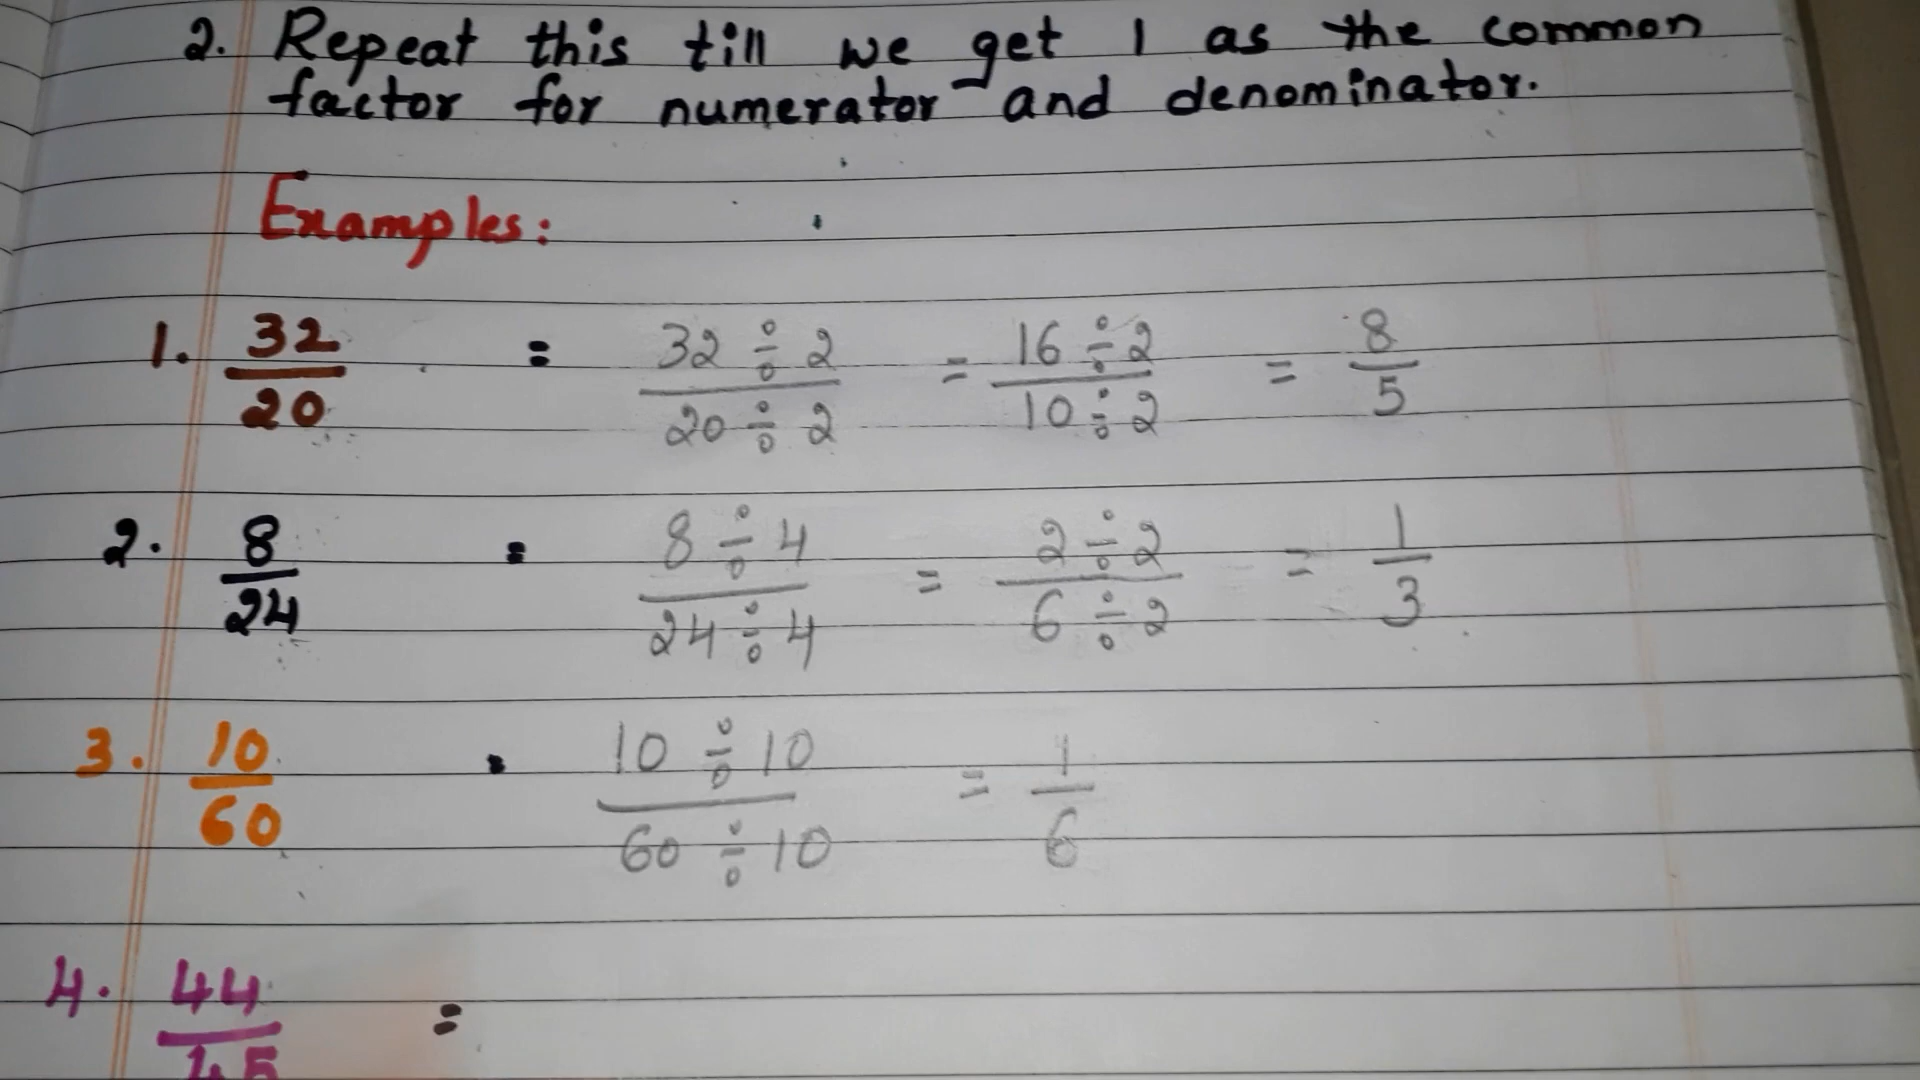 2. Repeat this till we get 1 as the common
factor for numerator and denominator.
Examples:
1. 32/20 = 32 ÷ 2 / 20 ÷ 2 = 16 ÷ 2 / 10 ÷ 2 = 8/5
2. 8/24 = 8 ÷ 4 / 24 ÷ 4 = 2 ÷ 2 / 6 ÷ 2 = 1/3
3. 10/60 = 10 ÷ 10 / 60 ÷ 10 = 1/6
4. 44/ =